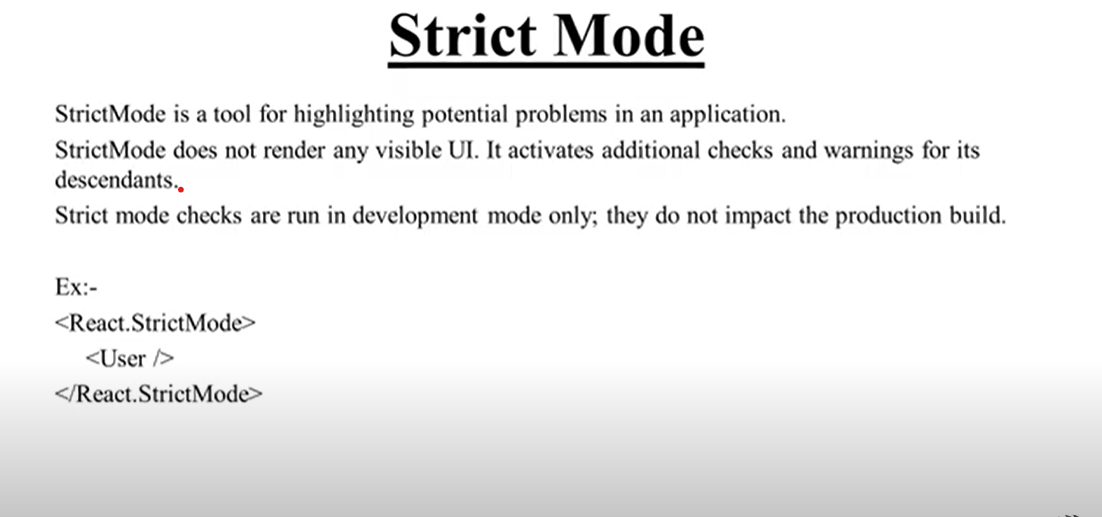 Strict Mode
StrictMode is a tool for highlighting potential problems in an application.
StrictMode does not render any visible UI. It activates additional checks and warnings for its
descendants.
Strict mode checks are run in development mode only; they do not impact the production build.
Ex:-
<React.StrictMode>
<User />
</React.StrictMode>